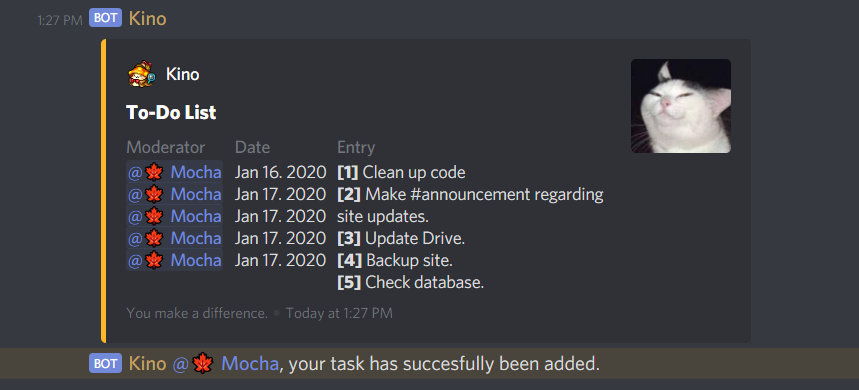 1:27 PM BOT Kino
Kino
To-Do List
Moderator Date Entry
@ Mocha Jan 16. 2020 [1] Clean up code
@ Mocha Jan 17. 2020 [2] Make #announcement regarding
@ Mocha Jan 17. 2020 site updates.
@ Mocha Jan 17. 2020 [3] Update Drive.
@ Mocha Jan 17. 2020 [4] Backup site.
[5] Check database.
You make a difference. • Today at 1:27 PM
BOT Kino @ Mocha, your task has succesfully been added.